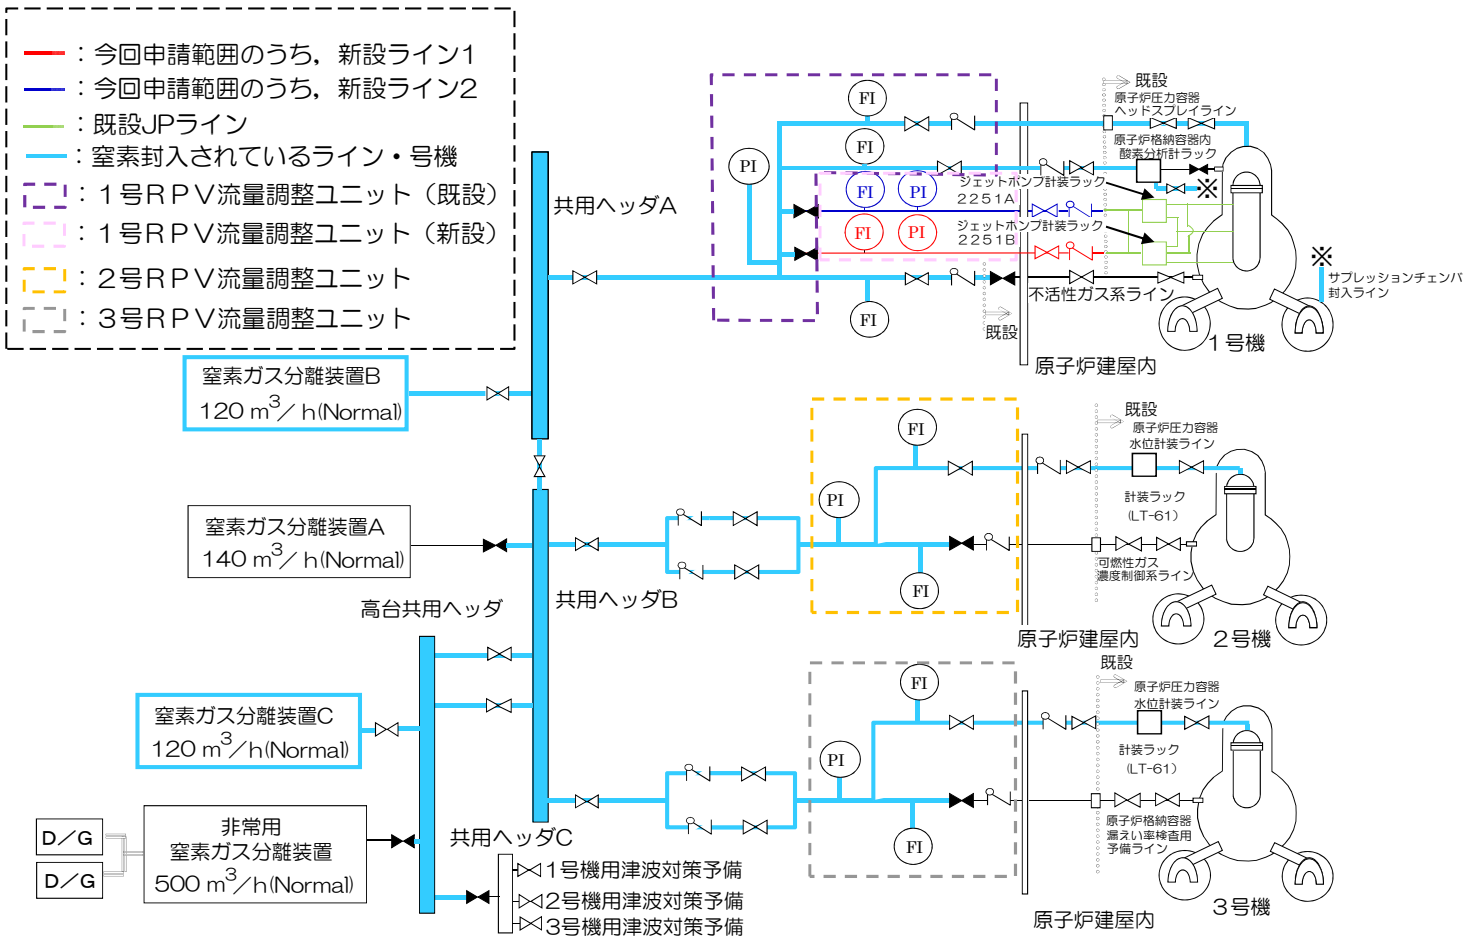 ：今回申請範囲のうち，新設ライン1
：今回申請範囲のうち，新設ライン2
：既設JPライン
：窒素封入されているライン・号機
：１号ＲＰＶ流量調整ユニット（既設）
：１号ＲＰＶ流量調整ユニット（新設）
：２号ＲＰＶ流量調整ユニット
：３号ＲＰＶ流量調整ユニット
共用ヘッダA
PI
FI
FI
FI
PI
FI
PI
FI
既設
原子炉圧力容器
ヘッドスプレイライン
原子炉格納容器内
酸素分析計ラック
※
ジェットポンプ計装ラック
２２５１A
ジェットポンプ計装ラック
２２５１B
不活性ガス系ライン
既設
※
サプレッションチェンバ
封入ライン
１号機
原子炉建屋内
窒素ガス分離装置B
120 m3／h(Normal)
窒素ガス分離装置A
140 m3／h(Normal)
共用ヘッダB
PI
FI
FI
既設
原子炉圧力容器
水位計装ライン
計装ラック
（LT-61）
可燃性ガス
濃度制御系ライン
原子炉建屋内
２号機
高台共用ヘッダ
窒素ガス分離装置C
120 m3／h(Normal)
D／G
D／G
非常用
窒素ガス分離装置
500 m3／h(Normal)
共用ヘッダC
1号機用津波対策予備
2号機用津波対策予備
3号機用津波対策予備
PI
FI
FI
既設
原子炉圧力容器
水位計装ライン
計装ラック
（LT-61）
原子炉格納容器
漏えい率検査用
予備ライン
原子炉建屋内
３号機